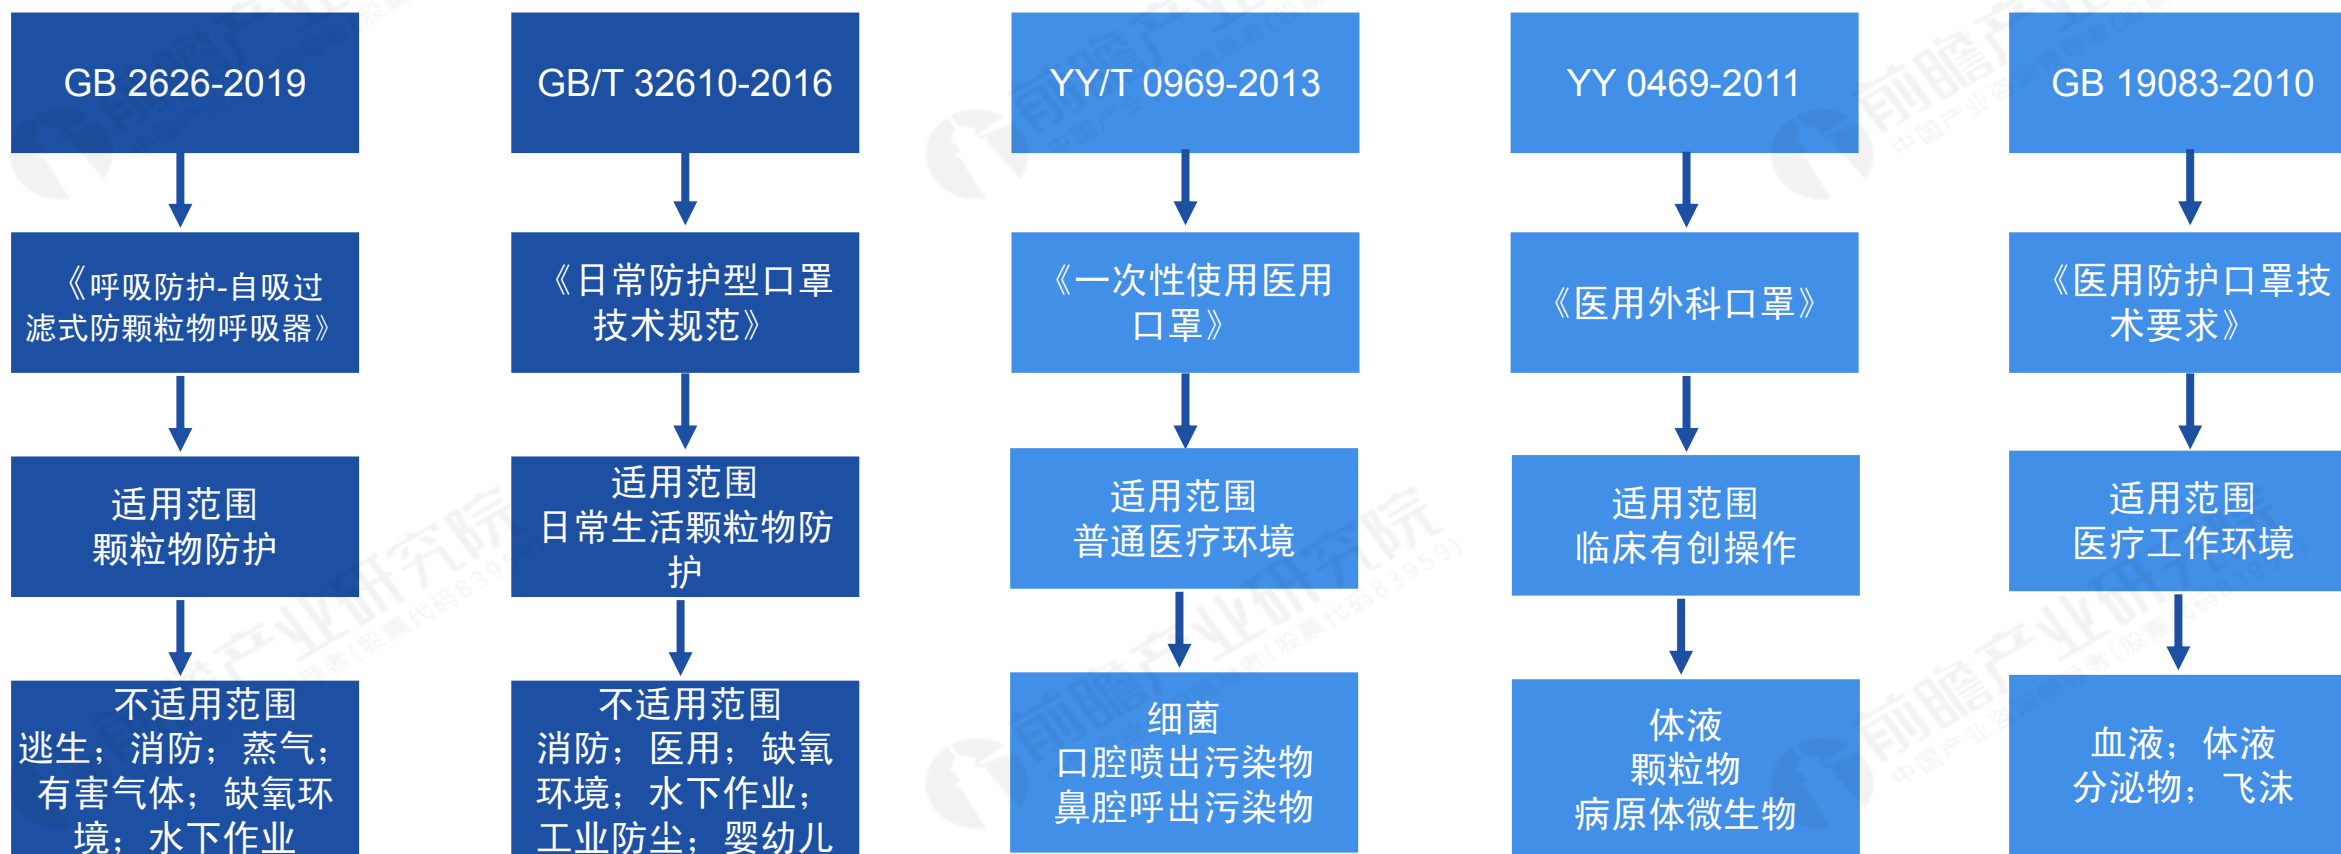 GB 2626-2019
GB/T 32610-2016
YY/T 0969-2013
YY 0469-2011
GB 19083-2010
《呼吸防护-自吸过
滤式防颗粒物呼吸器》
《日常防护型口罩
技术规范》
《一次性使用医用
口罩》
《医用外科口罩》
《医用防护口罩技
术要求》
适用范围
颗粒物防护
适用范围
日常生活颗粒物防
护
适用范围
普通医疗环境
适用范围
临床有创操作
适用范围
医疗工作环境
不适用范围
逃生；消防；蒸气；
有害气体；缺氧环
境；水下作业
不适用范围
消防；医用；缺氧
环境；水下作业；
工业防尘；婴幼儿
细菌
口腔喷出污染物
鼻腔呼出污染物
体液
颗粒物
病原体微生物
血液；体液
分泌物；飞沫
前瞻产业研究院